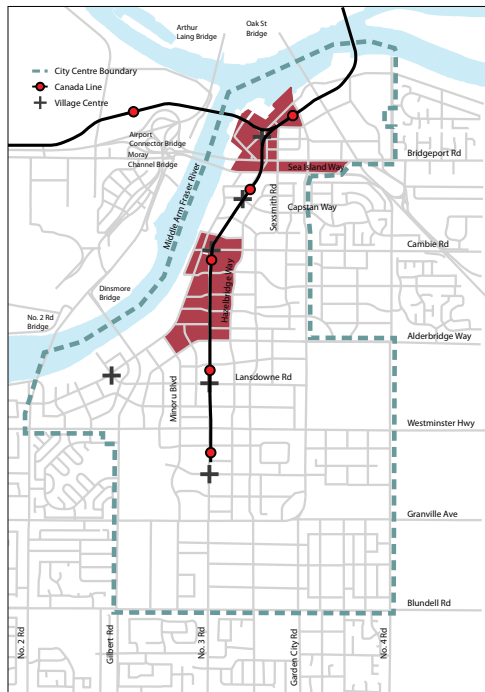 Arthur
Laing Bridge
Oak St
Bridge
City Centre Boundary
Canada Line
Village Centre
Airport
Connector Bridge
Moray
Channel Bridge
Bridgeport Rd
Sea Island Way
Middle Arm Fraser River
Sexsmith Rd
Capstan Way
Cambie Rd
Hazelbridge Way
Dinsmore
Bridge
No. 2 Rd
Bridge
Alderbridge Way
Minoru Blvd
Lansdowne Rd
Westminster Hwy
Granville Ave
Blundell Rd
No. 2 Rd
Gilbert Rd
No. 3 Rd
Garden City Rd
No. 4 Rd